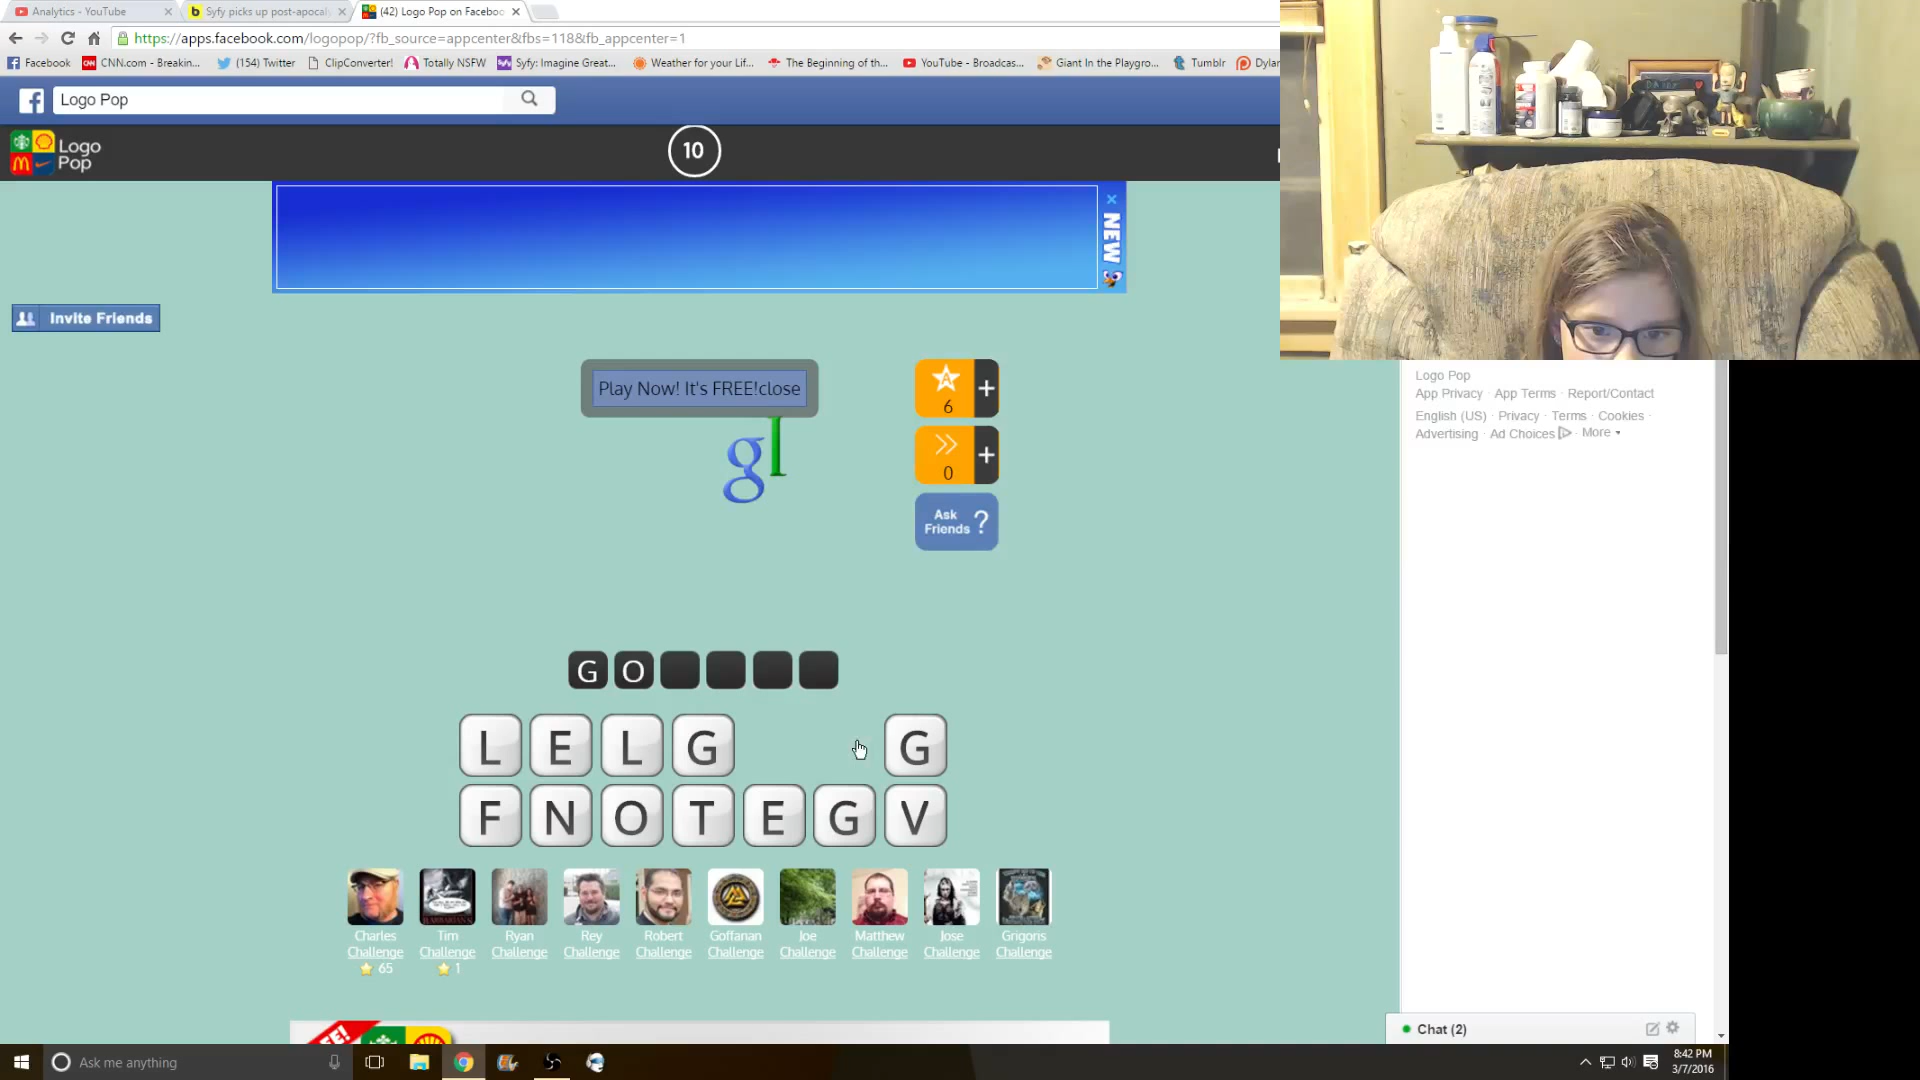 Analytics - YouTube
Syfy picks up post-apocal
(42) Logo Pop on Faceboo
https://apps.facebook.com/logopop/?fb_source=appcenter&fbs=118&fb_appcenter=1
Facebook
CNN.com - Breakin...
(154) Twitter
ClipConverter!
Totally NSFW
Syfy: Imagine Great...
Weather for your Lif...
The Beginning of th...
YouTube - Broadcas...
Giant In the Playgro...
Tumblr
Dylan
Logo Pop
Logo
Pop
10
NEW
Invite Friends
Play Now! It's FREE!close
gl
A
6
+
0
+
Ask
Friends ?
G O
L E L G G
F N O T E G V
Charles Tim Ryan Rey Robert Goffanan Joe Matthew Jose Grigoris
Challenge Challenge Challenge Challenge Challenge Challenge Challenge Challenge Challenge Challenge
65 1
Logo Pop
App Privacy · App Terms · Report/Contact
English (US) · Privacy · Terms · Cookies ·
Advertising · Ad Choices · More
Chat (2)
Ask me anything
8:42 PM
3/7/2016